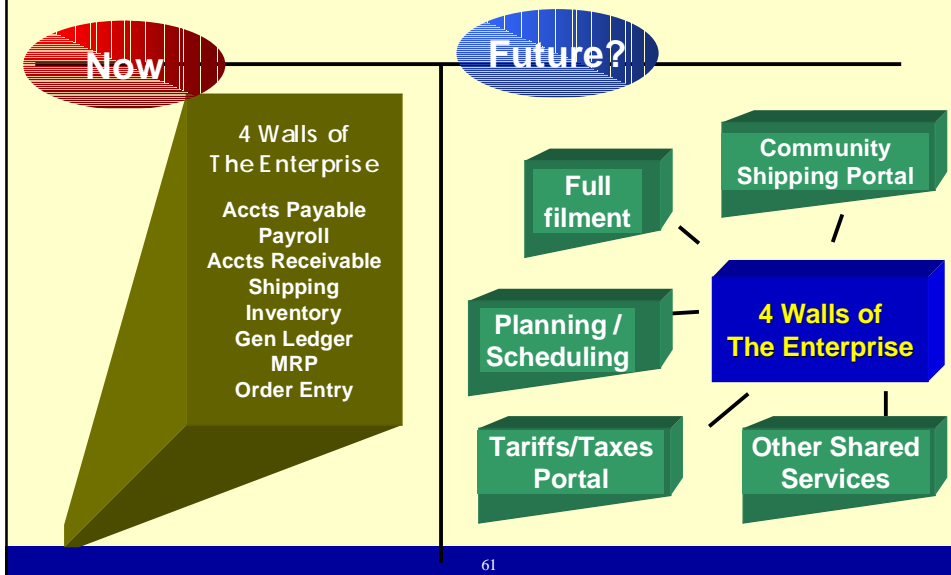 Now
4 Walls of
The Enterprise
Accts Payable
Payroll
Accts Receivable
Shipping
Inventory
Gen Ledger
MRP
Order Entry
Future?
Full
filment
Community
Shipping Portal
Planning /
Scheduling
4 Walls of
The Enterprise
Tariffs/Taxes
Portal
Other Shared
Services
61